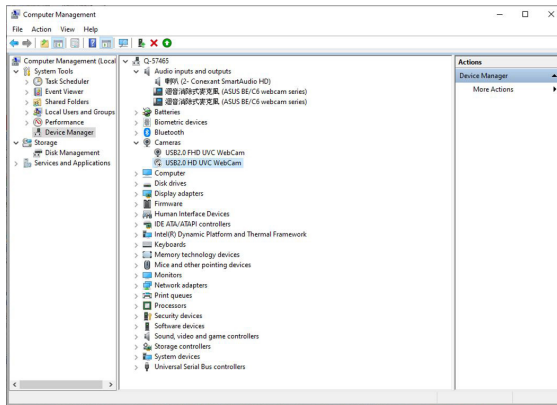 Computer Management
File Action View Help
Computer Management (Local
System Tools
Task Scheduler
Event Viewer
Shared Folders
Local Users and Groups
Performance
Device Manager
Storage
Disk Management
Services and Applications
Q-57465
Audio inputs and outputs
喇叭 (2- Conexant SmartAudio HD)
迴音消除式麥克風 (ASUS BE/C6 webcam series)
迴音消除式麥克風 (ASUS BE/C6 webcam series)
Batteries
Biometric devices
Bluetooth
Cameras
USB2.0 FHD UVC WebCam
USB2.0 HD UVC WebCam
Computer
Disk drives
Display adapters
Firmware
Human Interface Devices
IDE ATA/ATAPI controllers
Intel(R) Dynamic Platform and Thermal Framework
Keyboards
Memory technology devices
Mice and other pointing devices
Monitors
Network adapters
Print queues
Processors
Security devices
Software devices
Sound, video and game controllers
Storage controllers
System devices
Universal Serial Bus controllers
Actions
Device Manager
More Actions